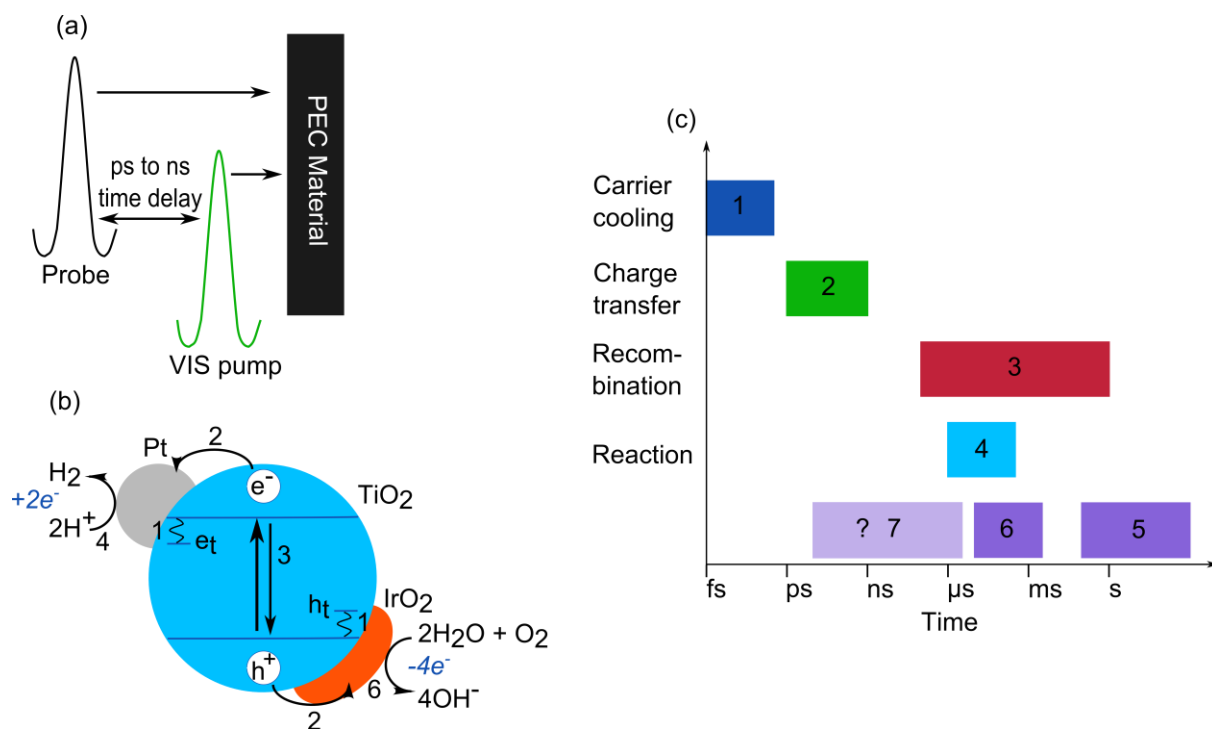 (a)
PEC Material
ps to ns
time delay
Probe
VIS pump
(b)
Pt
2
H₂
+2e⁻
2H⁺
4
1
eₜ
e⁻
TiO₂
3
hₜ
1
IrO₂
2H₂O + O₂
-4e⁻
4OH⁻
h⁺
6
2
(c)
Carrier
cooling
1
Charge
transfer
2
Recom-
bination
3
Reaction
4
? 7
6
5
fs ps ns µs ms s
Time